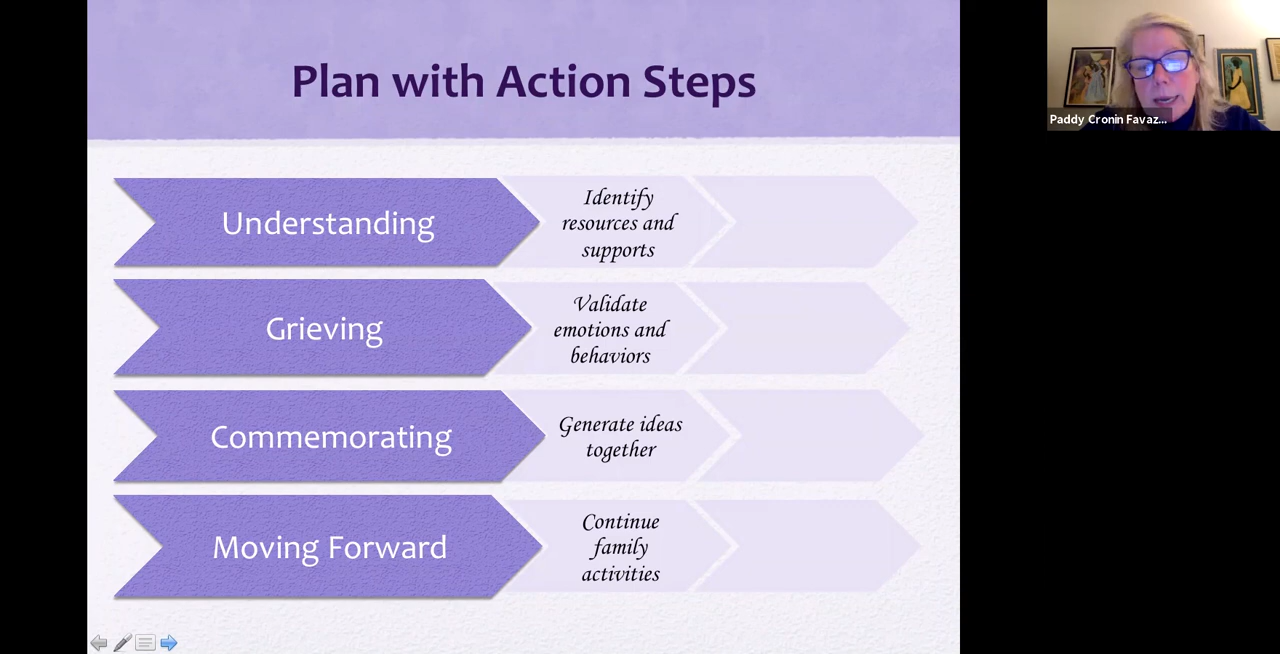 Plan with Action Steps
Paddy Cronin Favaz...
Understanding
Identify
resources and
supports
Grieving
Validate
emotions and
behaviors
Commemorating
Generate ideas
together
Moving Forward
Continue
family
activities